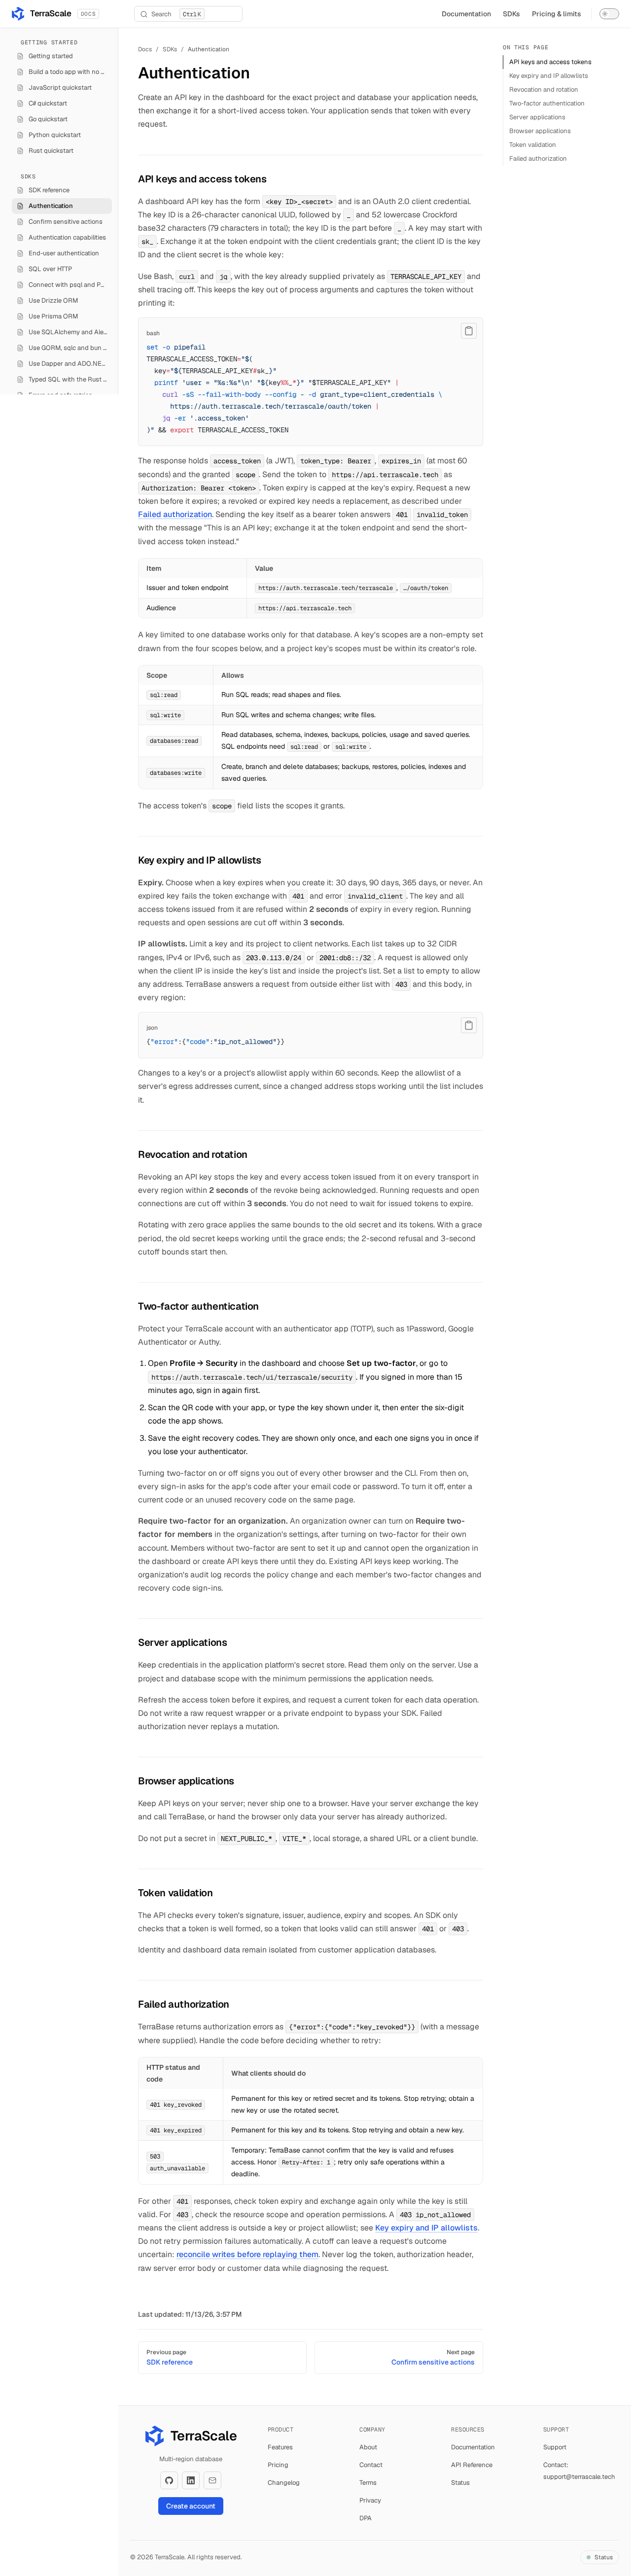 TerraScale DOCS
Search Ctrl K
Documentation SDKs Pricing & limits
GETTING STARTED
Getting started
Build a todo app with no ...
JavaScript quickstart
C# quickstart
Go quickstart
Python quickstart
Rust quickstart
SDKS
SDK reference
Authentication
Confirm sensitive actions
Authentication capabilities
End-user authentication
SQL over HTTP
Connect with psql and P...
Use Drizzle ORM
Use Prisma ORM
Use SQLAlchemy and Ale...
Use GORM, sqlc and bun ...
Use Dapper and ADO.NE...
Typed SQL with the Rust ...
Docs / SDKs / Authentication
Authentication
Create an API key in the dashboard for the exact project and database your application needs,
then exchange it for a short-lived access token. Your application sends that token with every
request.
API keys and access tokens
A dashboard API key has the form <key ID>_<secret> and is an OAuth 2.0 client credential.
The key ID is a 26-character canonical ULID, followed by _ and 52 lowercase Crockford
Base32 characters (79 characters in total); the key ID is the part before _. A key may start with
sk_. Exchange it at the token endpoint with the client credentials grant; the client ID is the key
ID and the client secret is the whole key:
Use Bash, curl and jq, with the key already supplied privately as TERRASCALE_API_KEY and
shell tracing off. This keeps the key out of process arguments and captures the token without
printing it:
bash
set -o pipefail
TERRASCALE_ACCESS_TOKEN="$(
key="${TERRASCALE_API_KEY#sk_}"
printf 'user = "%s:%s"\n' "${key%%_*}" "$TERRASCALE_API_KEY" |
curl -sS --fail-with-body --config - -d grant_type=client_credentials \
https://auth.terrascale.tech/terrascale/oauth/token |
jq -er '.access_token'
)" && export TERRASCALE_ACCESS_TOKEN
The response holds access_token (a JWT), token_type: Bearer, expires_in (at most 60
seconds) and the granted scope. Send the token to https://api.terrascale.tech as
Authorization: Bearer <token>. Token expiry is capped at the key's expiry. Request a new
token before it expires; a revoked or expired key needs a replacement, as described under
Failed authorization. Sending the key itself as a bearer token answers 401 invalid_token
with the message "This is an API key; exchange it at the token endpoint and send the short-
lived access token instead."
Item Value
Issuer and token endpoint https://auth.terrascale.tech/terrascale, …/oauth/token
Audience https://api.terrascale.tech
A key limited to one database works only for that database. A key's scopes are a non-empty set
drawn from the four scopes below, and a project key's scopes must be within its creator's role.
Scope Allows
sql:read Run SQL reads; read shapes and files.
sql:write Run SQL writes and schema changes; write files.
databases:read Read databases, schema, indexes, backups, policies, usage and saved queries.
SQL endpoints need sql:read or sql:write.
databases:write Create, branch and delete databases; backups, restores, policies, indexes and
saved queries.
The access token's scope field lists the scopes it grants.
Key expiry and IP allowlists
Expiry. Choose when a key expires when you create it: 30 days, 90 days, 365 days, or never. An
expired key fails the token exchange with 401 and error invalid_client. The key and all
access tokens issued from it are refused within 2 seconds of expiry in every region. Running
requests and open sessions are cut off within 3 seconds.
IP allowlists. Limit a key and its project to client networks. Each list takes up to 32 CIDR
ranges, IPv4 or IPv6, such as 203.0.113.0/24 or 2001:db8::/32. A request is allowed only
when the client IP is inside the key's list and inside the project's list. Set a list to empty to allow
any address. TerraBase answers a request from outside either list with 403 and this body, in
every region:
json
{"error":{"code":"ip_not_allowed"}}
Changes to a key's or a project's allowlist apply within 60 seconds. Keep the allowlist of a
server's egress addresses current, since a changed address stops working until the list includes
it.
Revocation and rotation
Revoking an API key stops the key and every access token issued from it on every transport in
every region within 2 seconds of the revoke being acknowledged. Running requests and open
connections are cut off within 3 seconds. You do not need to wait for issued tokens to expire.
Rotating with zero grace applies the same bounds to the old secret and its tokens. With a grace
period, the old secret keeps working until the grace ends; the 2-second refusal and 3-second
cutoff bounds start then.
Two-factor authentication
Protect your TerraScale account with an authenticator app (TOTP), such as 1Password, Google
Authenticator or Authy.
1. Open Profile → Security in the dashboard and choose Set up two-factor, or go to
https://auth.terrascale.tech/ui/terrascale/security. If you signed in more than 15
minutes ago, sign in again first.
2. Scan the QR code with your app, or type the key shown under it, then enter the six-digit
code the app shows.
3. Save the eight recovery codes. They are shown only once, and each one signs you in once if
you lose your authenticator.
Turning two-factor on or off signs you out of every other browser and the CLI. From then on,
every sign-in asks for the app's code after your email code or password. To turn it off, enter a
current code or an unused recovery code on the same page.
Require two-factor for an organization. An organization owner can turn on Require two-
factor for members in the organization's settings, after turning on two-factor for their own
account. Members without two-factor are sent to set it up and cannot open the organization in
the dashboard or create API keys there until they do. Existing API keys keep working. The
organization's audit log records the policy change and each member's two-factor changes and
recovery code sign-ins.
Server applications
Keep credentials in the application platform's secret store. Read them only on the server. Use a
project and database scope with the minimum permissions the application needs.
Refresh the access token before it expires, and request a current token for each data operation.
Do not write a raw request wrapper or a private endpoint to bypass your SDK. Failed
authorization never replays a mutation.
Browser applications
Keep API keys on your server; never ship one to a browser. Have your server exchange the key
and call TerraBase, or hand the browser only data your server has already authorized.
Do not put a secret in NEXT_PUBLIC_*, VITE_*, local storage, a shared URL or a client bundle.
Token validation
The API checks every token's signature, issuer, audience, expiry and scopes. An SDK only
checks that a token is well formed, so a token that looks valid can still answer 401 or 403.
Identity and dashboard data remain isolated from customer application databases.
Failed authorization
TerraBase returns authorization errors as {"error":{"code":"key_revoked"}} (with a message
where supplied). Handle the code before deciding whether to retry:
HTTP status and
code
What clients should do
401 key_revoked Permanent for this key or retired secret and its tokens. Stop retrying; obtain a
new key or use the rotated secret.
401 key_expired Permanent for this key and its tokens. Stop retrying and obtain a new key.
503
auth_unavailable
Temporary: TerraBase cannot confirm that the key is valid and refuses
access. Honor Retry-After: 1; retry only safe operations within a
deadline.
For other 401 responses, check token expiry and exchange again only while the key is still
valid. For 403, check the resource scope and operation permissions. A 403 ip_not_allowed
means the client address is outside a key or project allowlist; see Key expiry and IP allowlists.
Do not retry permission failures automatically. A cutoff can leave a request's outcome
uncertain: reconcile writes before replaying them. Never log the token, authorization header,
raw server error body or customer data while diagnosing the request.
Last updated: 11/13/26, 3:57 PM
Previous page
SDK reference
Next page
Confirm sensitive actions
ON THIS PAGE
API keys and access tokens
Key expiry and IP allowlists
Revocation and rotation
Two-factor authentication
Server applications
Browser applications
Token validation
Failed authorization
TerraScale
Multi-region database
Create account
PRODUCT
Features
Pricing
Changelog
COMPANY
About
Contact
Terms
Privacy
DPA
RESOURCES
Documentation
API Reference
Status
SUPPORT
Support
Contact:
support@terrascale.tech
© 2026 TerraScale. All rights reserved.
Status